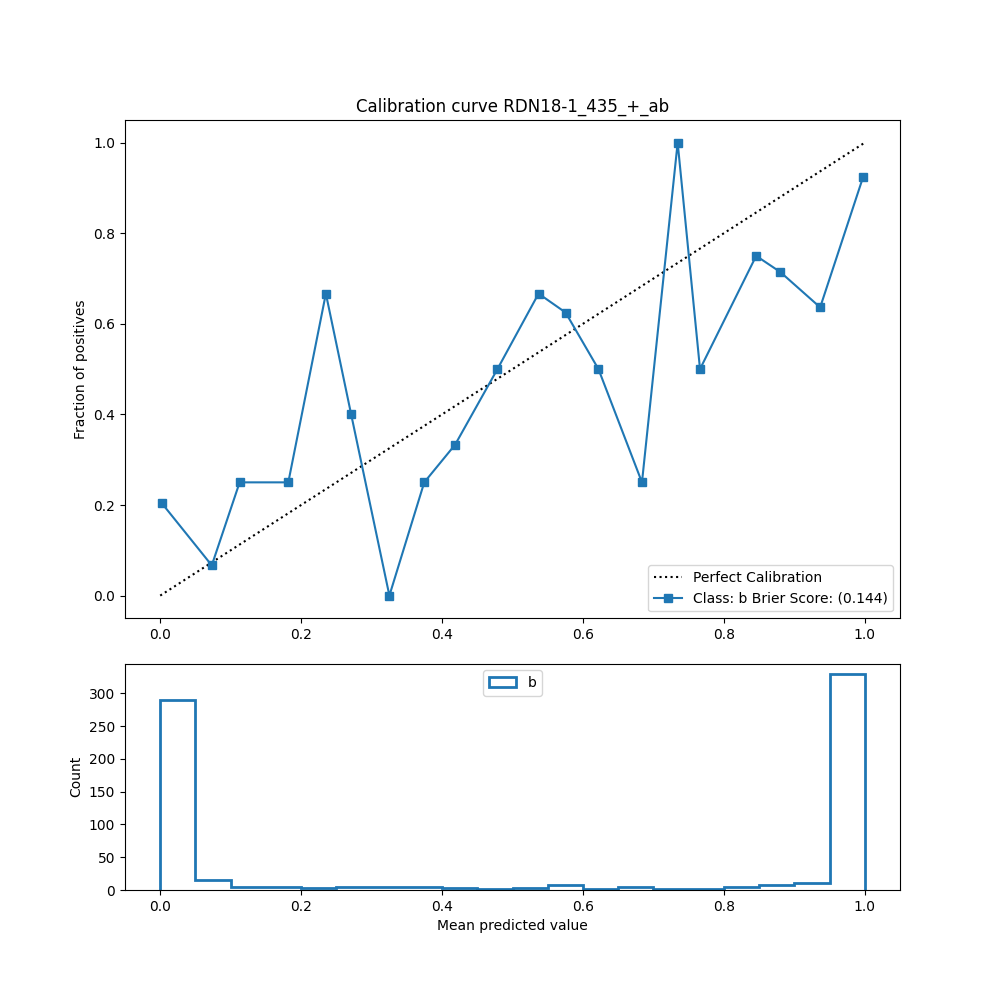 Calibration curve RDN18-1_435_+_ab
1.0
0.8
0.6
0.4
0.2
0.0
Fraction of positives
Perfect Calibration
Class: b Brier Score: (0.144)
0.0 0.2 0.4 0.6 0.8 1.0
b
300
250
200
150
100
50
0
Count
0.0 0.2 0.4 0.6 0.8 1.0
Mean predicted value